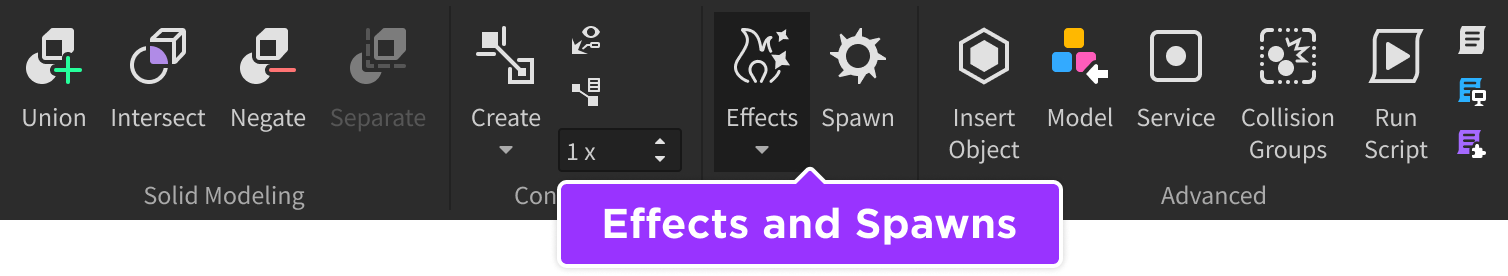 Union
Intersect
Negate
Separate
Solid Modeling
Create
1 x
Con
Effects
Spawn
Effects and Spawns
Insert
Object
Model
Service
Collision
Groups
Run
Script
Advanced